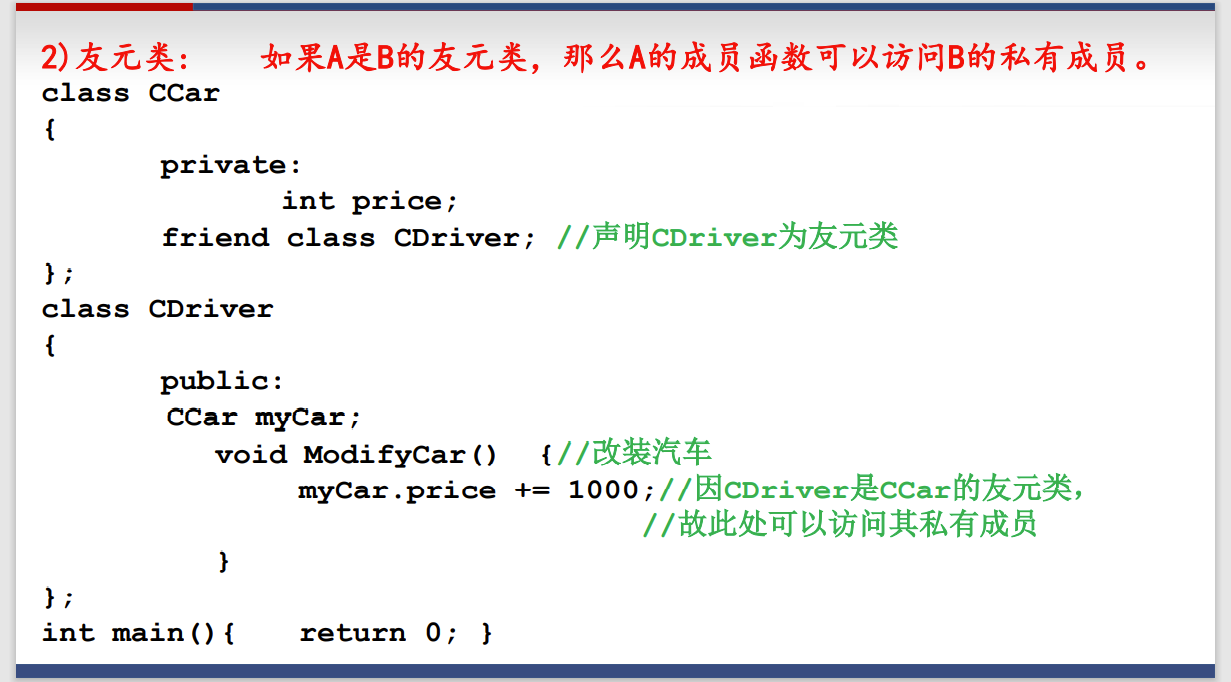 2)友元类： 如果A是B的友元类，那么A的成员函数可以访问B的私有成员。
class CCar
{
private:
int price;
friend class CDriver; //声明CDriver为友元类
};
class CDriver
{
public:
CCar myCar;
void ModifyCar() {//改装汽车
myCar.price += 1000;//因CDriver是CCar的友元类，
//故此处可以访问其私有成员
}
};
int main(){ return 0; }